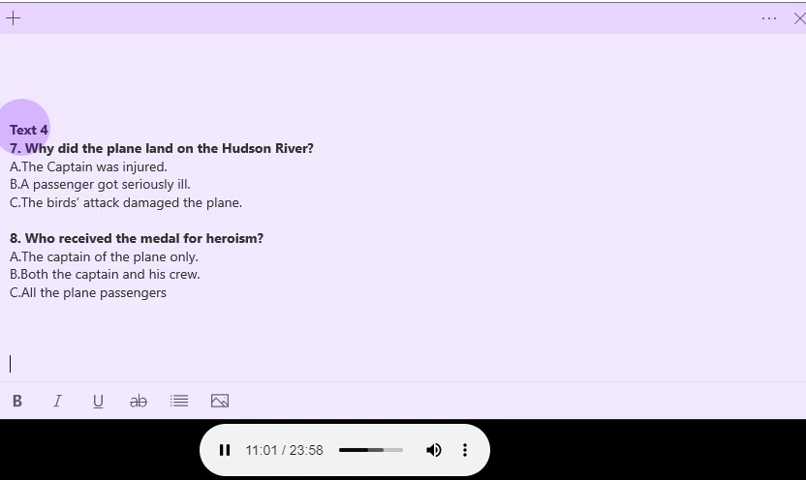 Text 4
7. Why did the plane land on the Hudson River?
A.The Captain was injured.
B.A passenger got seriously ill.
C.The birds' attack damaged the plane.
8. Who received the medal for heroism?
A.The captain of the plane only.
B.Both the captain and his crew.
C.All the plane passengers
B I U ab
11:01 / 23:58